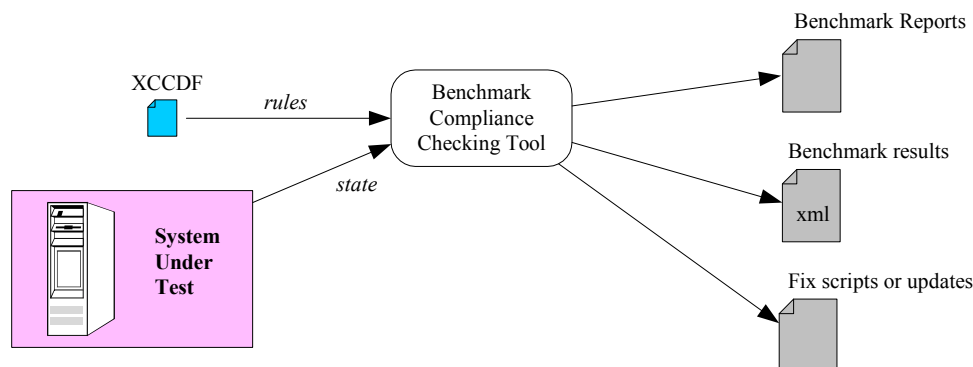 Benchmark Reports
XCCDF
rules
Benchmark
Compliance
Checking Tool
state
System
Under
Test
Benchmark results
xml
Fix scripts or updates